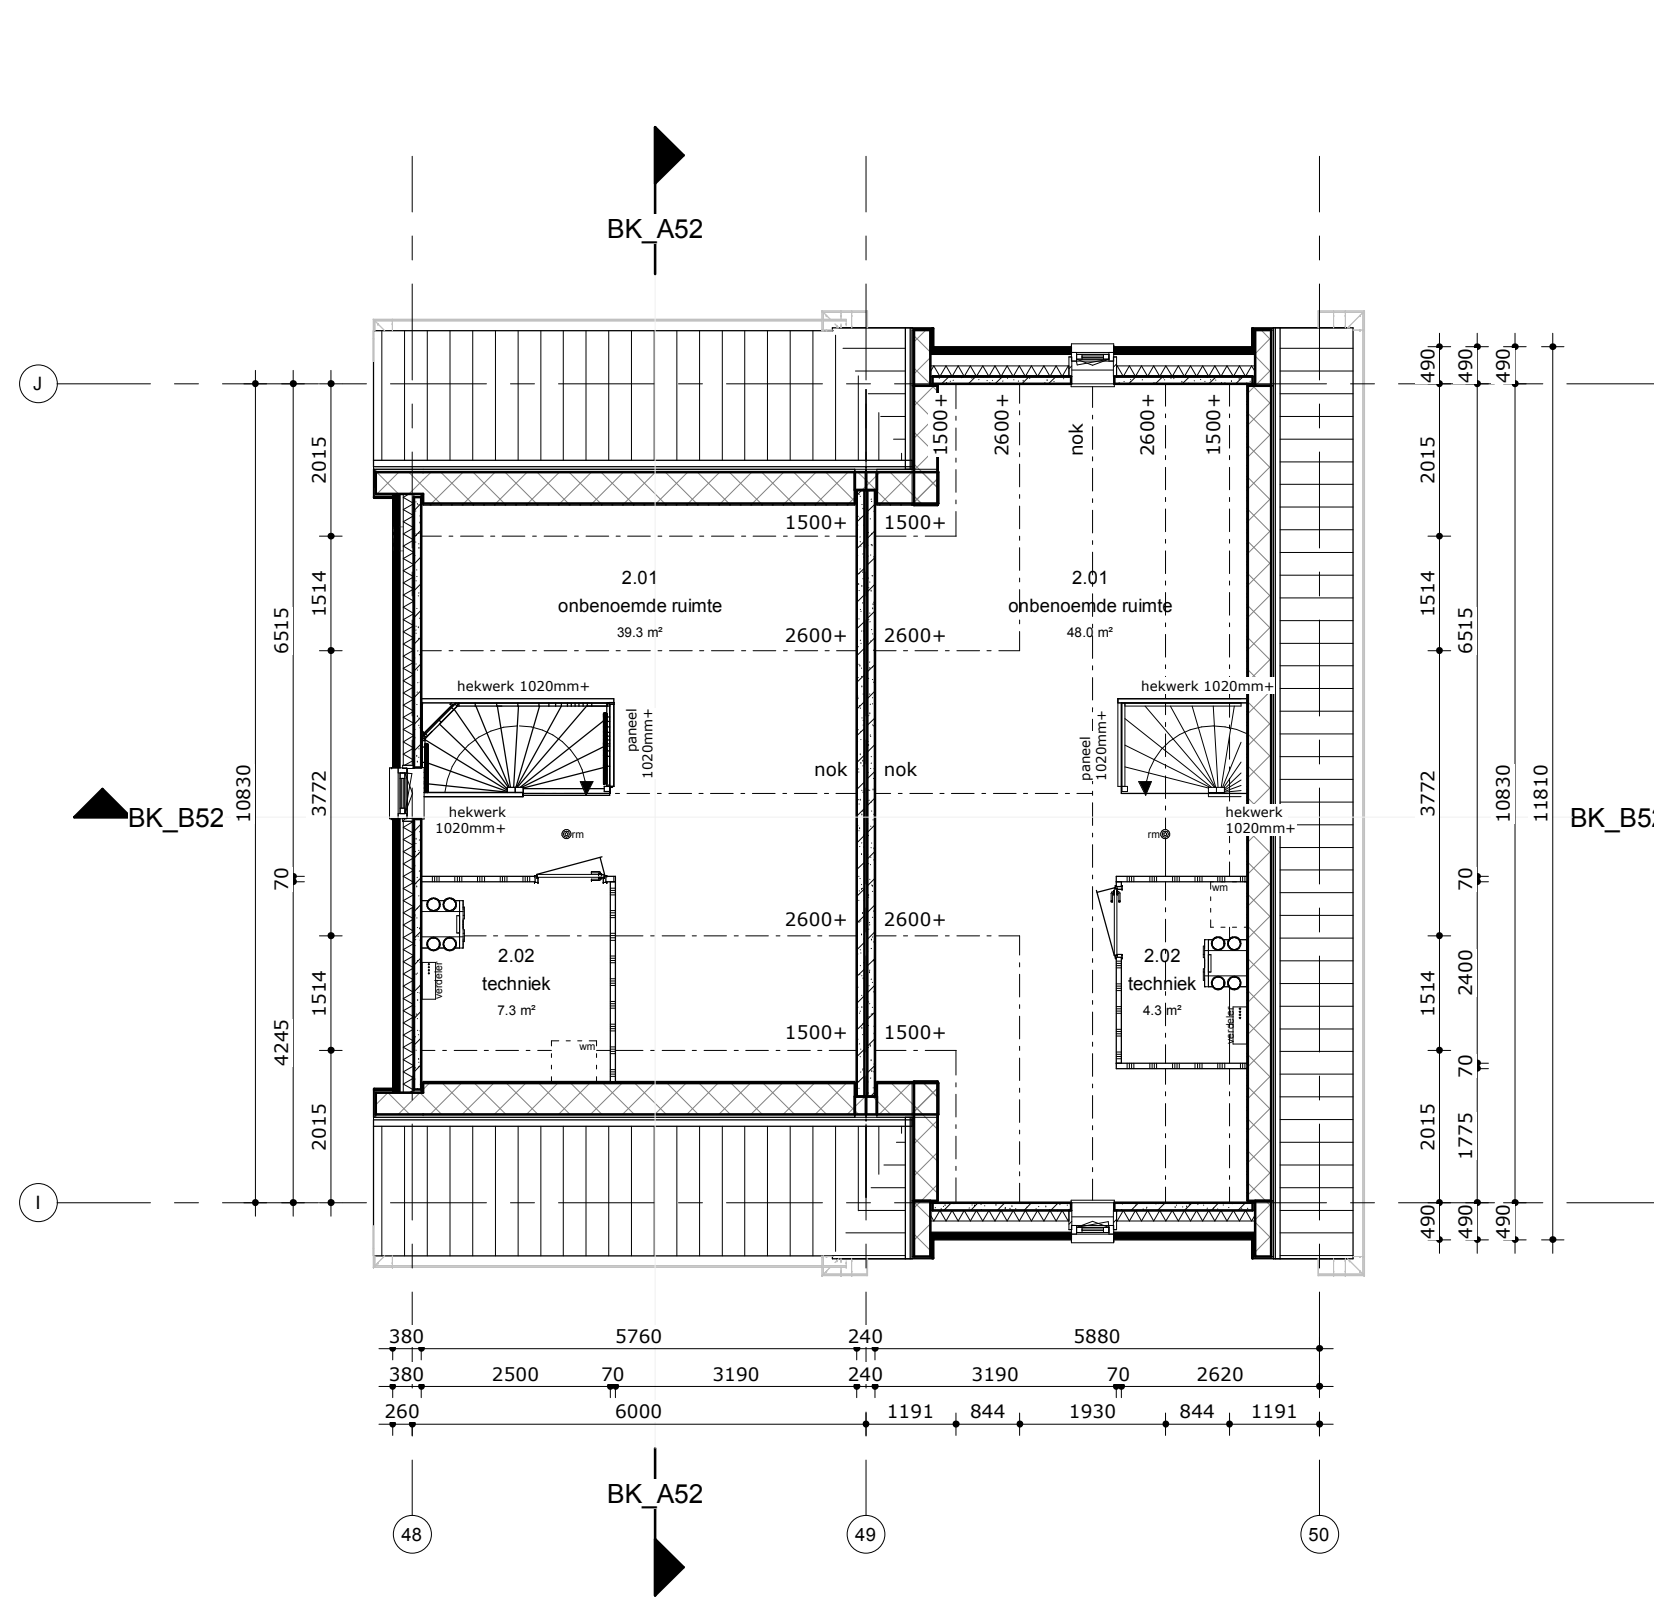 BK_A52
J
490
490
490
1500+
2600+
nok
2600+
1500+
2015
2015
1500+
1500+
2.01
onbenoemde ruimte
39.3 m²
2.01
onbenoemde ruimte
48.0 m²
1514
1514
6515
6515
2600+
2600+
hekwerk 1020mm+
hekwerk 1020mm+
paneel
1020mm+
paneel
1020mm+
nok
nok
10830
3772
3772
10830
11810
BK_B52
hekwerk
1020mm+
hekwerk
1020mm+
BK_B52
rm
rm
70
70
wm
2600+
2600+
2.02
techniek
7.3 m²
2.02
techniek
4.3 m²
verdeler
verdeler
1514
1514
2400
4245
1500+
1500+
wm
70
2015
2015
1775
I
490
490
490
380
5760
240
5880
380
2500
70
3190
240
3190
70
2620
260
6000
1191
844
1930
844
1191
BK_A52
48
49
50